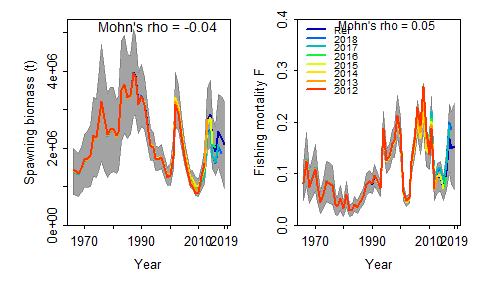 Mohn's rho = -0.04
Spawning biomass (t)
0e+00 2e+06 4e+06
1970 1990 2010 2019
Year
Mohn's rho = 0.05
Ref
2018
2017
2016
2015
2014
2013
2012
Fishing mortality F
0.0 0.1 0.2 0.3 0.4
1970 1990 2010 2019
Year